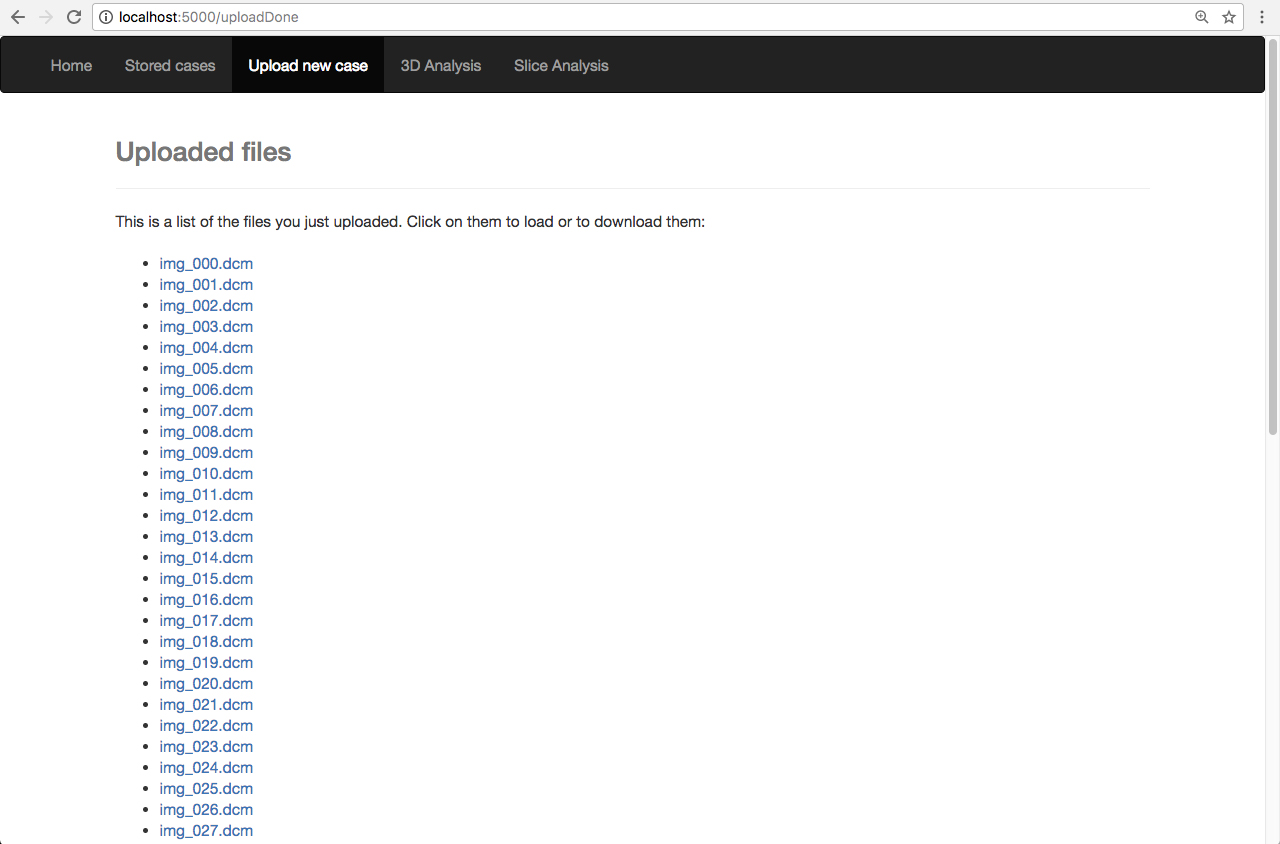 localhost:5000/uploadDone
Home Stored cases Upload new case 3D Analysis Slice Analysis
Uploaded files
This is a list of the files you just uploaded. Click on them to load or to download them:
• img_000.dcm
• img_001.dcm
• img_002.dcm
• img_003.dcm
• img_004.dcm
• img_005.dcm
• img_006.dcm
• img_007.dcm
• img_008.dcm
• img_009.dcm
• img_010.dcm
• img_011.dcm
• img_012.dcm
• img_013.dcm
• img_014.dcm
• img_015.dcm
• img_016.dcm
• img_017.dcm
• img_018.dcm
• img_019.dcm
• img_020.dcm
• img_021.dcm
• img_022.dcm
• img_023.dcm
• img_024.dcm
• img_025.dcm
• img_026.dcm
• img_027.dcm